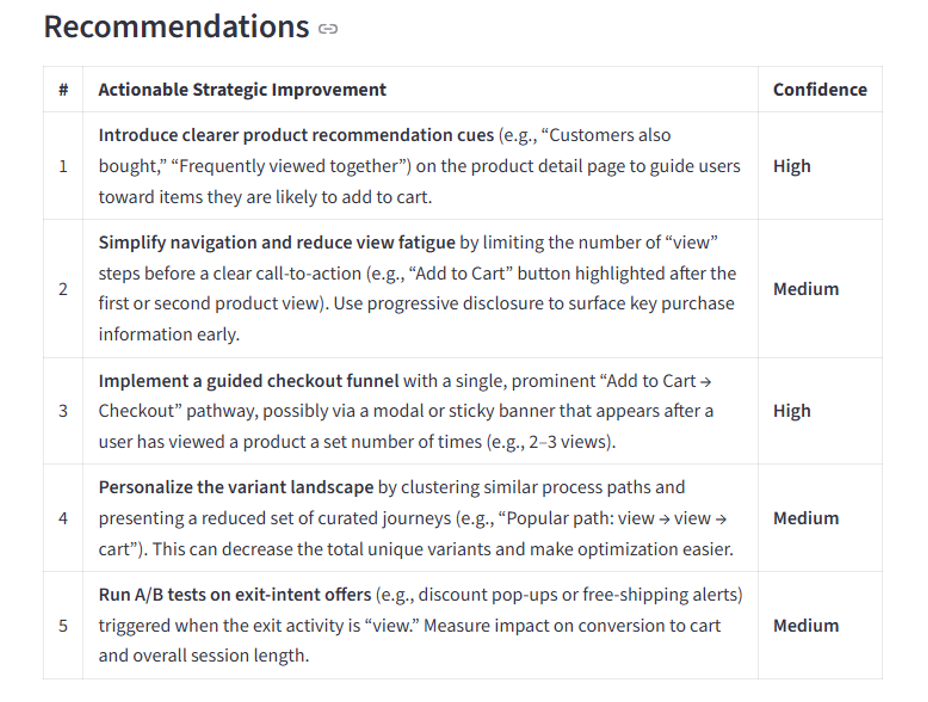 Recommendations
# Actionable Strategic Improvement Confidence
Introduce clearer product recommendation cues (e.g., “Customers also
1 bought,” “Frequently viewed together”) on the product detail page to guide users High
toward items they are likely to add to cart.
Simplify navigation and reduce view fatigue by limiting the number of “view”
steps before a clear call-to-action (e.g., “Add to Cart” button highlighted after the
2 first or second product view). Use progressive disclosure to surface key purchase Medium
information early.
Implement a guided checkout funnel with a single, prominent “Add to Cart →
3 Checkout” pathway, possibly via a modal or sticky banner that appears after a High
user has viewed a product a set number of times (e.g., 2–3 views).
Personalize the variant landscape by clustering similar process paths and
4 presenting a reduced set of curated journeys (e.g., “Popular path: view → view → Medium
cart”). This can decrease the total unique variants and make optimization easier.
Run A/B tests on exit-intent offers (e.g., discount pop-ups or free-shipping alerts)
5 triggered when the exit activity is “view.” Measure impact on conversion to cart Medium
and overall session length.